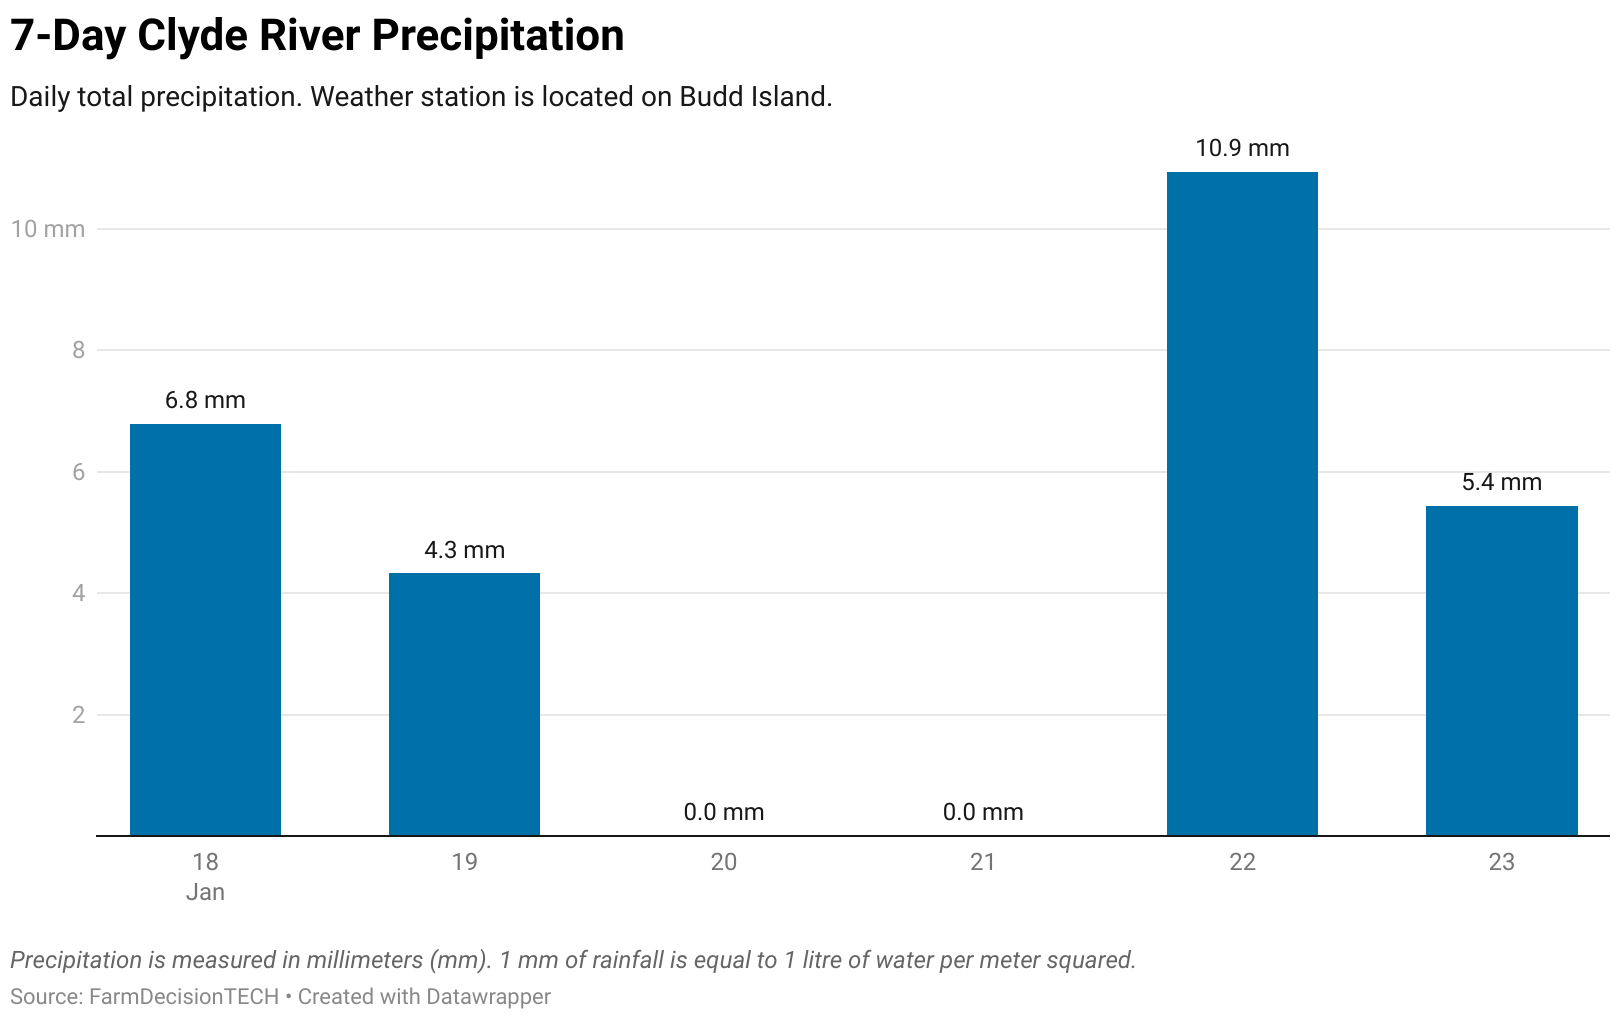 7-Day Clyde River Precipitation
Daily total precipitation. Weather station is located on Budd Island.
10.9 mm
10 mm
8
6.8 mm
6
5.4 mm
4.3 mm
4
2
0.0 mm 0.0 mm
18 19 20 21 22 23
Jan
Precipitation is measured in millimeters (mm). 1 mm of rainfall is equal to 1 litre of water per meter squared.
Source: FarmDecisionTECH • Created with Datawrapper